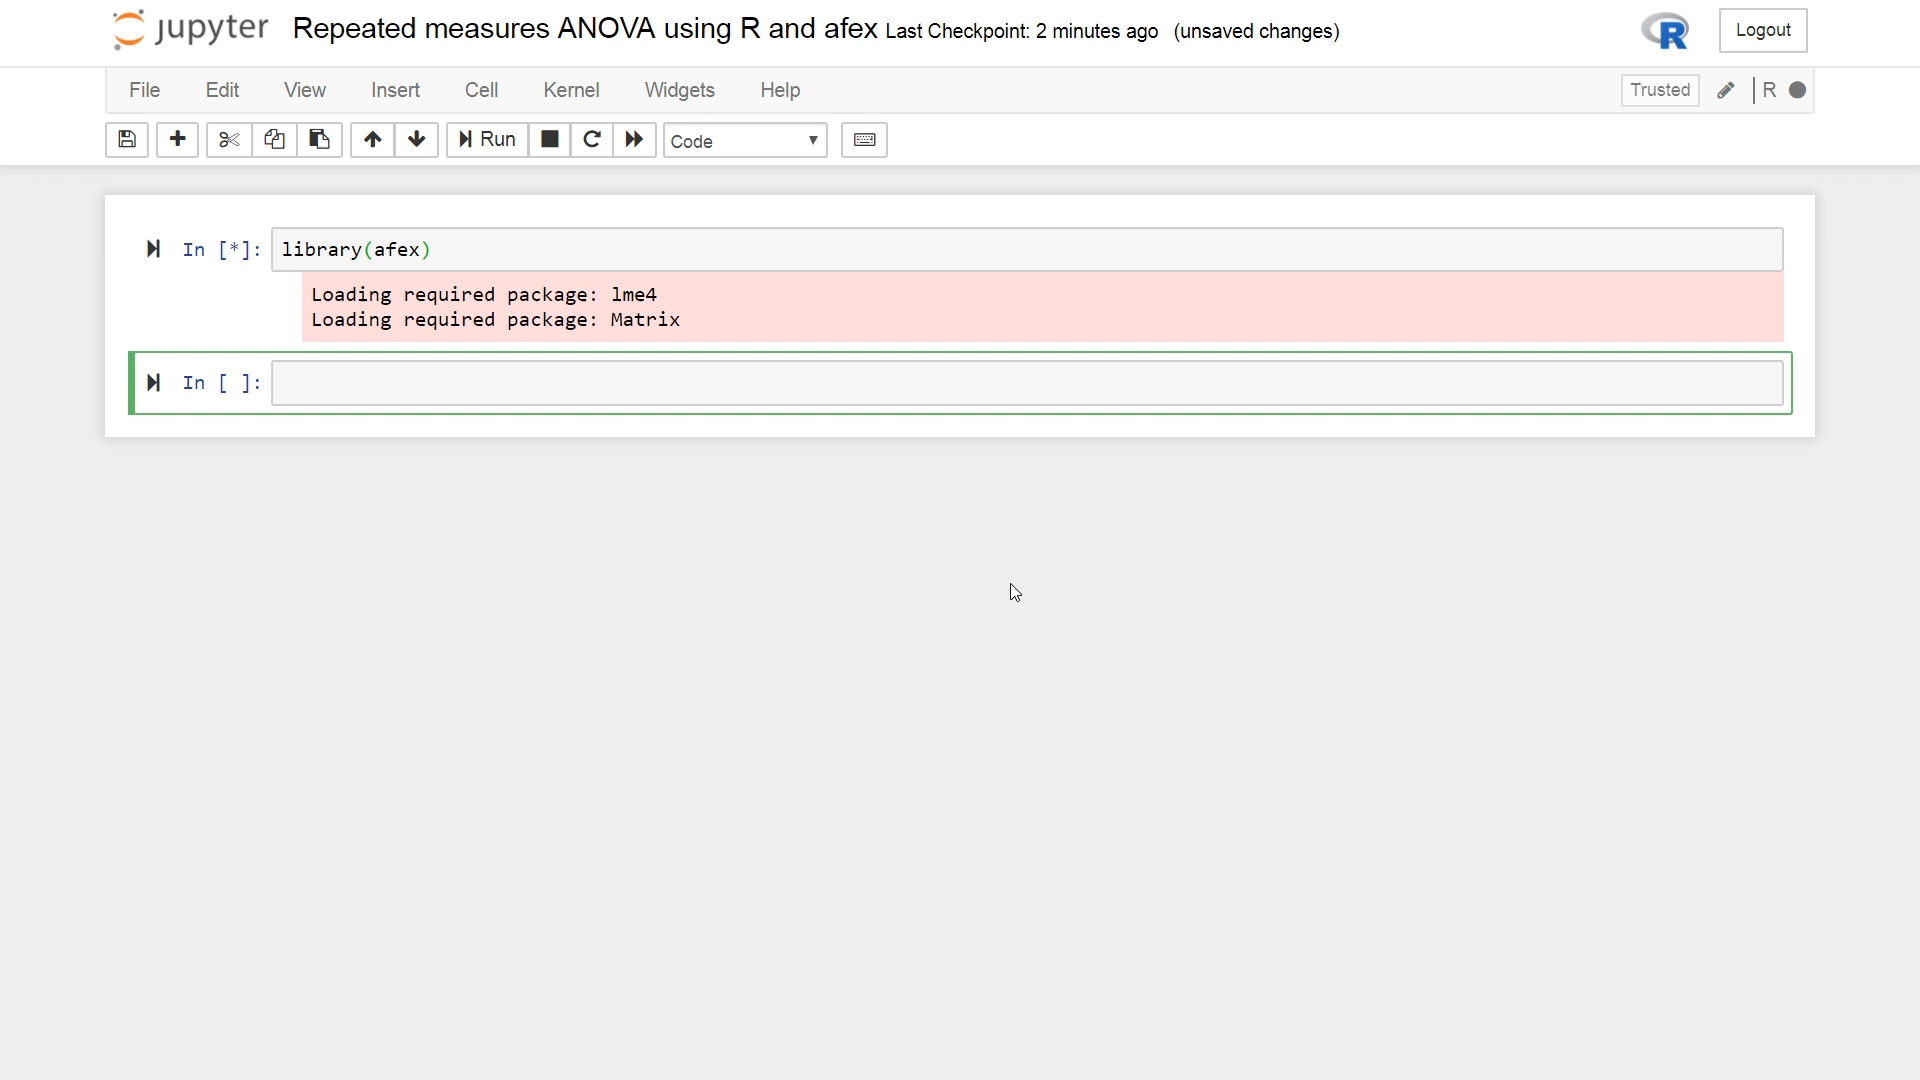 jupyter Repeated measures ANOVA using R and afex Last Checkpoint: 2 minutes ago (unsaved changes) R Logout
File Edit View Insert Cell Kernel Widgets Help Trusted R
Run Code
In [*]: library(afex)
Loading required package: lme4
Loading required package: Matrix
In [ ]: